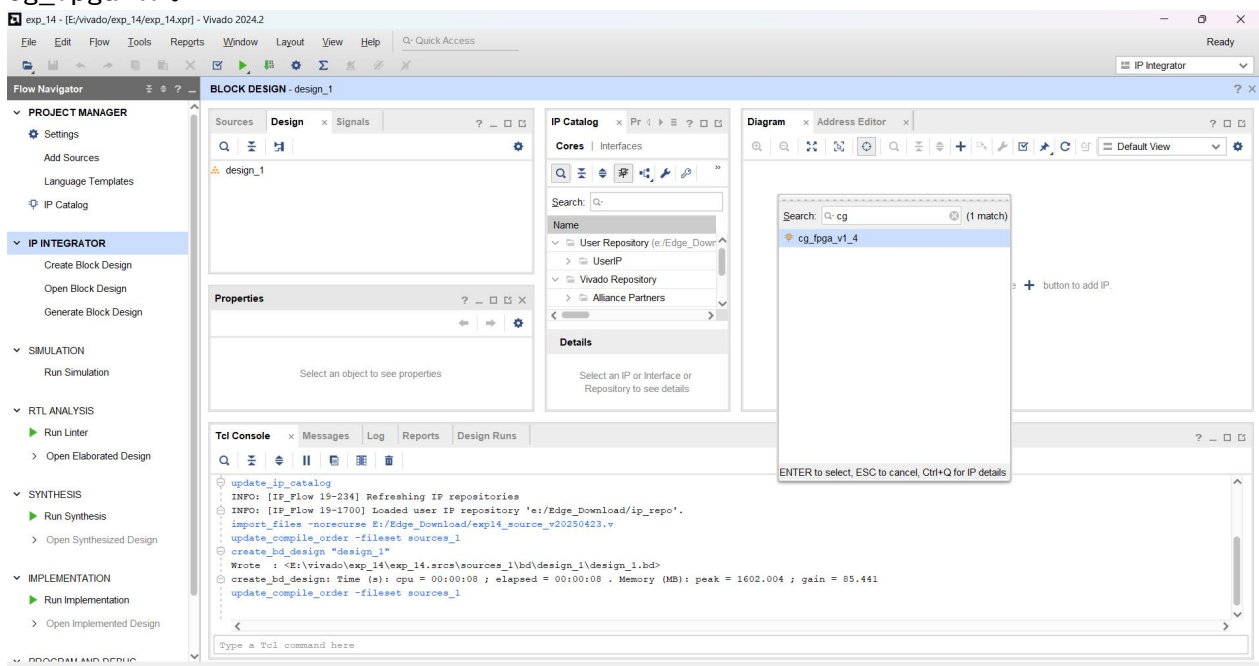 exp_14 - [E:/vivado/exp_14/exp_14.xpr] - Vivado 2024.2
File Edit Flow Tools Reports Window Layout View Help Quick Access
Ready
IP Integrator
Flow Navigator
PROJECT MANAGER
Settings
Add Sources
Language Templates
IP Catalog
IP INTEGRATOR
Create Block Design
Open Block Design
Generate Block Design
SIMULATION
Run Simulation
RTL ANALYSIS
Run Linter
Open Elaborated Design
SYNTHESIS
Run Synthesis
Open Synthesized Design
IMPLEMENTATION
Run Implementation
Open Implemented Design
BLOCK DESIGN - design_1
Sources Design Signals
design_1
Properties
Select an object to see properties
IP Catalog
Cores | Interfaces
Search:
Name
User Repository (e:/Edge_Down
UserIP
Vivado Repository
Alliance Partners
Details
Select an IP or Interface or
Repository to see details
Diagram Address Editor
Default View
Search: cg (1 match)
cg_fpga_v1_4
button to add IP.
ENTER to select, ESC to cancel, Ctrl+Q for IP details
Tcl Console Messages Log Reports Design Runs
update_ip_catalog
INFO: [IP_Flow 19-234] Refreshing IP repositories
INFO: [IP_Flow 19-1700] Loaded user IP repository 'e:/Edge_Download/ip_repo'.
import_files -norecurse E:/Edge_Download/exp14_source_v20250423.v
update_compile_order -fileset sources_1
create_bd_design "design_1"
Wrote : <E:\vivado\exp_14\exp_14.srcs\sources_1\bd\design_1\design_1.bd>
create_bd_design: Time (s): cpu = 00:00:08 ; elapsed = 00:00:08 . Memory (MB): peak = 1602.004 ; gain = 85.441
update_compile_order -fileset sources_1
Type a Tcl command here